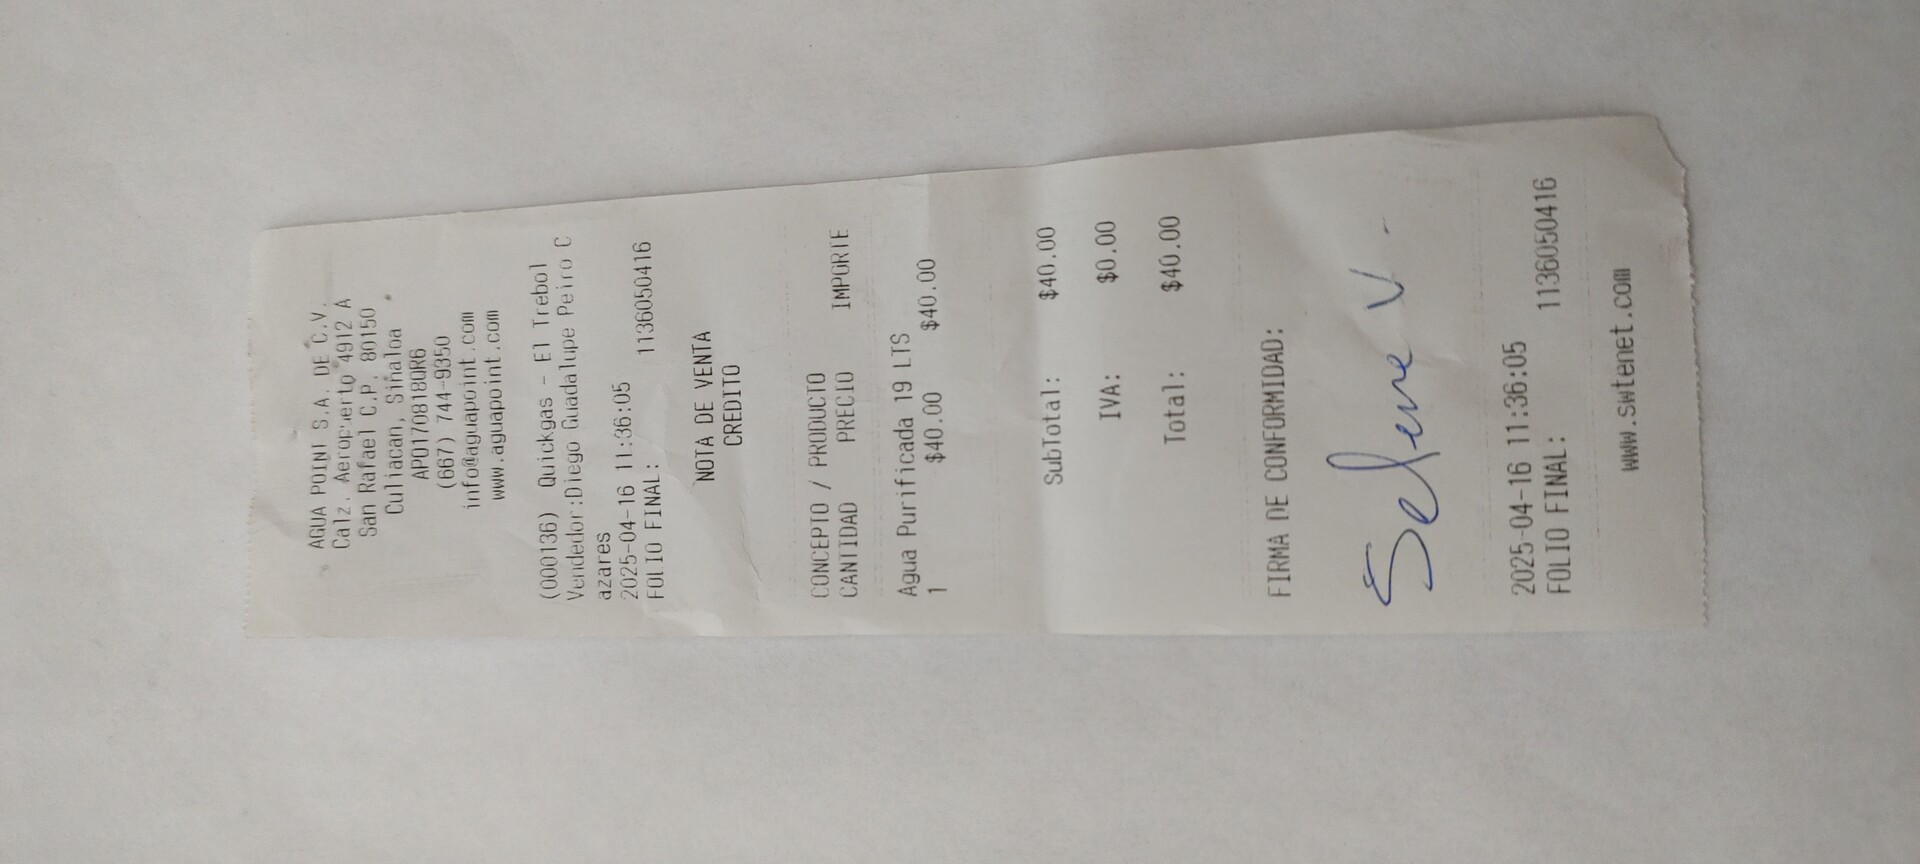 AGUA POINT S.A. DE C.V.
Calz. Aeropuerto 4912 A
San Rafael C.P. 80150
Culiacan, Sinaloa
APO170818QR6
(667) 744-9350
info@aguapoint.com
www.aguapoint.com
(000136) Quickgas - El Trebol
Vendedor:Diego Guadalupe Peiro C
azares
2025-04-16 11:36:05
FOLIO FINAL: 1136050416
NOTA DE VENTA
CREDITO
CONCEPTO / PRODUCTO
CANTIDAD PRECIO IMPORTE
Agua Purificada 19 LTS
1 $40.00 $40.00
SubTotal: $40.00
IVA: $0.00
Total: $40.00
FIRMA DE CONFORMIDAD:
Selene V.
2025-04-16 11:36:05
FOLIO FINAL: 1136050416
www.swtenet.com